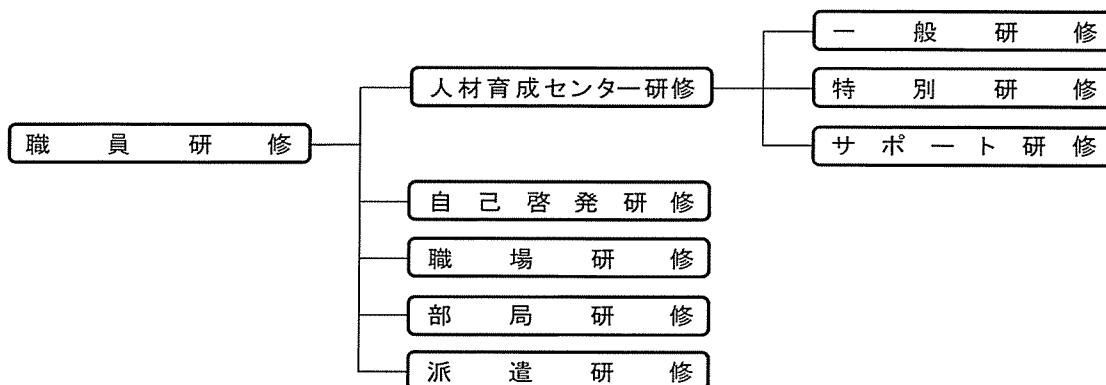 職員研修
人材育成センター研修
一般研修
特別研修
サポート研修
自己啓発研修
職場研修
部局研修
派遣研修